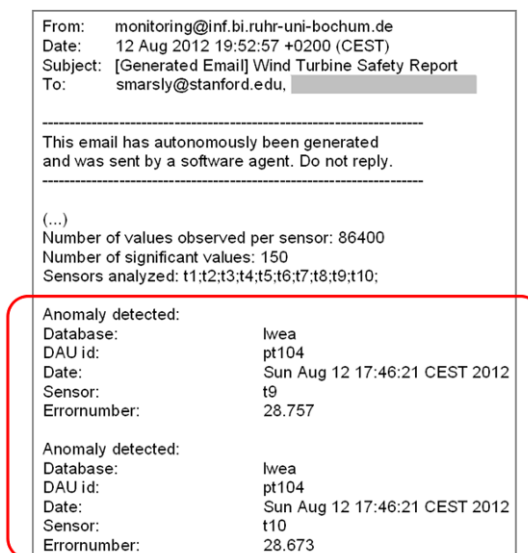 From: monitoring@inf.bi.ruhr-uni-bochum.de
Date: 12 Aug 2012 19:52:57 +0200 (CEST)
Subject: [Generated Email] Wind Turbine Safety Report
To: smarsly@stanford.edu,
----------------------------------------------------------------------
This email has autonomously been generated
and was sent by a software agent. Do not reply.
----------------------------------------------------------------------
(...)
Number of values observed per sensor: 86400
Number of significant values: 150
Sensors analyzed: t1;t2;t3;t4;t5;t6;t7;t8;t9;t10;
Anomaly detected:
Database: lwea
DAU id: pt104
Date: Sun Aug 12 17:46:21 CEST 2012
Sensor: t9
Errornumber: 28.757
Anomaly detected:
Database: lwea
DAU id: pt104
Date: Sun Aug 12 17:46:21 CEST 2012
Sensor: t10
Errornumber: 28.673